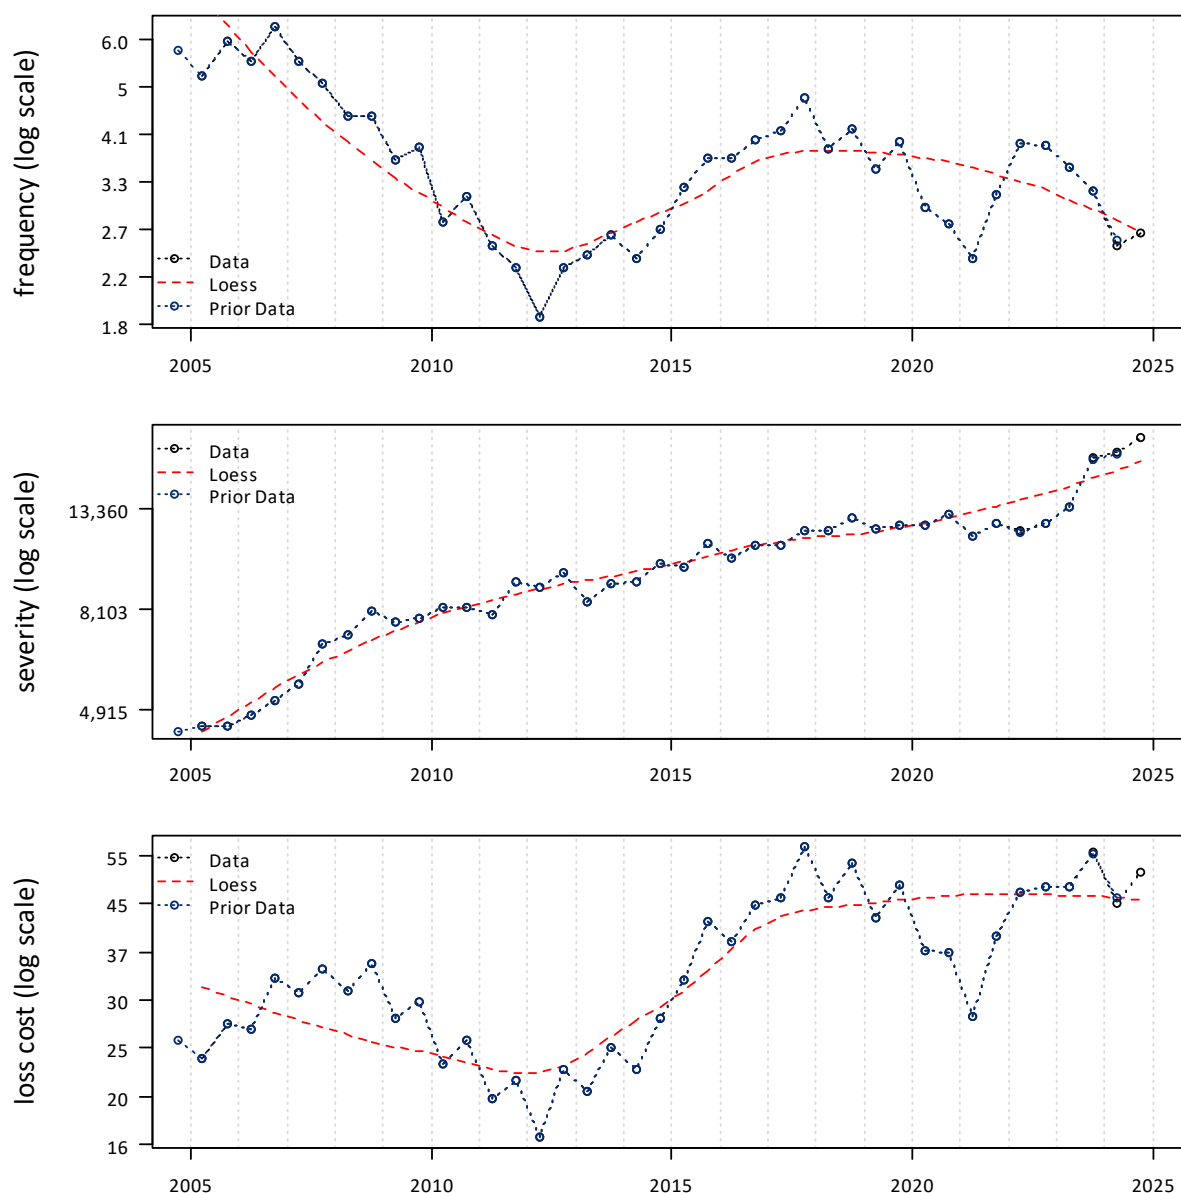 frequency (log scale)
6.0
5
4.1
3.3
2.7
2.2
1.8
Data
Loess
Prior Data
2005 2010 2015 2020 2025
severity (log scale)
13,360
8,103
4,915
Data
Loess
Prior Data
2005 2010 2015 2020 2025
loss cost (log scale)
55
45
37
30
25
20
16
Data
Loess
Prior Data
2005 2010 2015 2020 2025